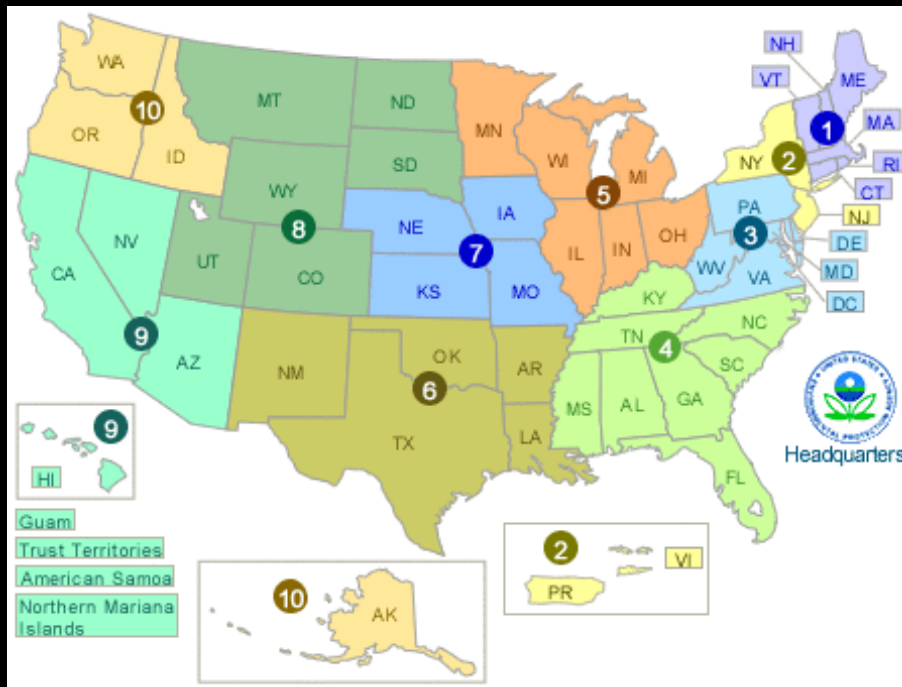 NH
WA
VT
ME
10
MT
ND
MN
MA
1
OR
ID
WI
NY
2
RI
SD
MI
CT
WY
5
PA
NJ
NE
IA
8
3
DE
NV
7
OH
CA
UT
IL
IN
WV
MD
CO
VA
KS
MO
KY
DC
NC
9
TN
4
AZ
OK
NM
AR
SC
6
MS
AL
GA
9
TX
LA
Headquarters
HI
FL
Guam
2
Trust Territories
VI
American Samoa
PR
10
Northern Mariana
Islands
AK